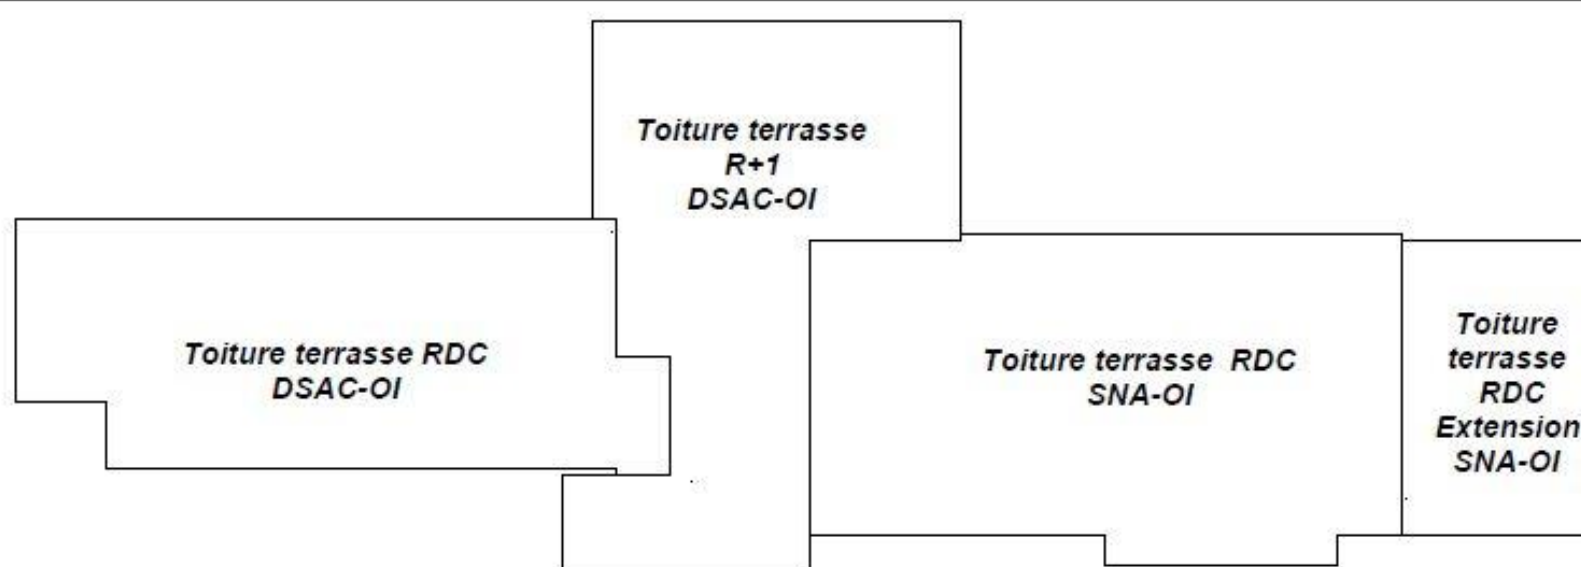 Toiture terrasse
R+1
DSAC-OI
Toiture terrasse RDC
DSAC-OI
Toiture terrasse RDC
SNA-OI
Toiture
terrasse
RDC
Extension
SNA-OI